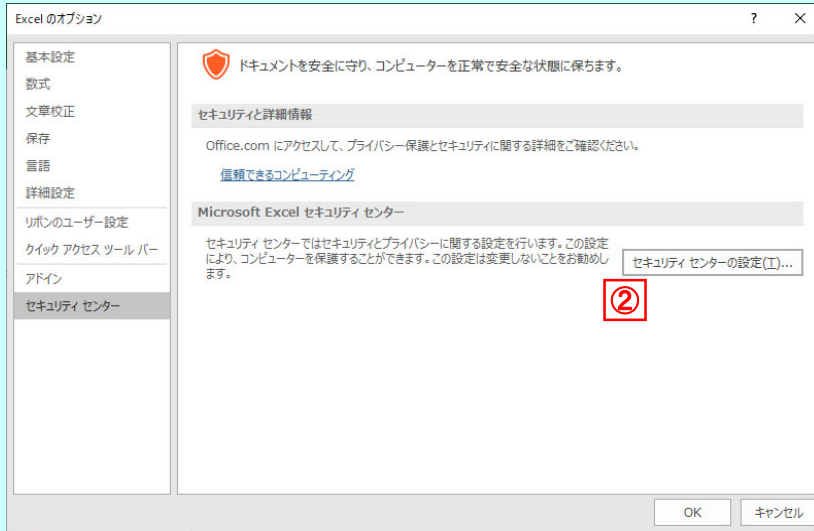 Excel のオプション
? ×
基本設定
数式
文章校正
保存
言語
詳細設定
リボンのユーザー設定
クイック アクセス ツール バー
アドイン
セキュリティ センター
ドキュメントを安全に守り、コンピューターを正常で安全な状態に保ちます。
セキュリティと詳細情報
Office.com にアクセスして、プライバシー保護とセキュリティに関する詳細をご確認ください。
信頼できるコンピューティング
Microsoft Excel セキュリティ センター
セキュリティ センターではセキュリティとプライバシーに関する設定を行います。この設定
により、コンピューターを保護することができます。この設定は変更しないことをお勧めし
ます。
セキュリティ センターの設定(T)...
②
OK
キャンセル